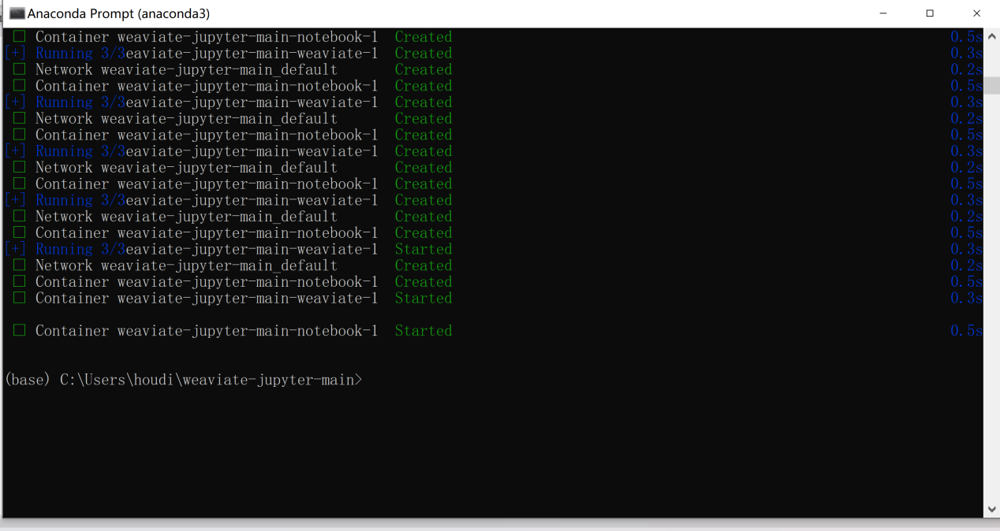 Anaconda Prompt (anaconda3)
□ Container weaviate-jupyter-main-notebook-1 Created 0.5s
[+] Running 3/3eaviate-jupyter-main-weaviate-1 Created 0.3s
□ Network weaviate-jupyter-main_default Created 0.2s
□ Container weaviate-jupyter-main-notebook-1 Created 0.5s
[+] Running 3/3eaviate-jupyter-main-weaviate-1 Created 0.3s
□ Network weaviate-jupyter-main_default Created 0.2s
□ Container weaviate-jupyter-main-notebook-1 Created 0.5s
[+] Running 3/3eaviate-jupyter-main-weaviate-1 Created 0.3s
□ Network weaviate-jupyter-main_default Created 0.2s
□ Container weaviate-jupyter-main-notebook-1 Created 0.5s
[+] Running 3/3eaviate-jupyter-main-weaviate-1 Created 0.3s
□ Network weaviate-jupyter-main_default Created 0.2s
□ Container weaviate-jupyter-main-notebook-1 Created 0.5s
[+] Running 3/3eaviate-jupyter-main-weaviate-1 Started 0.3s
□ Network weaviate-jupyter-main_default Created 0.2s
□ Container weaviate-jupyter-main-notebook-1 Created 0.5s
□ Container weaviate-jupyter-main-weaviate-1 Started 0.3s
□ Container weaviate-jupyter-main-notebook-1 Started 0.5s
(base) C:\Users\houdi\weaviate-jupyter-main>